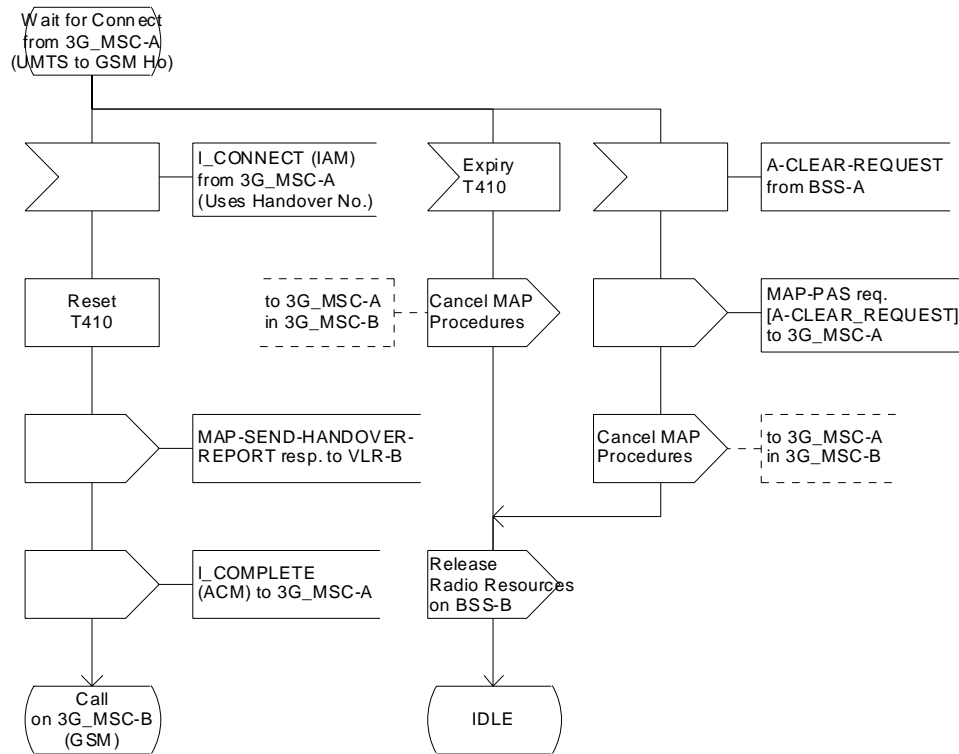 Wait for Connect
from 3G_MSC-A
(UMTS to GSM Ho)
I_CONNECT (IAM)
from 3G_MSC-A
(Uses Handover No.)
Expiry
T410
A-CLEAR-REQUEST
from BSS-A
Reset
T410
to 3G_MSC-A
in 3G_MSC-B
Cancel MAP
Procedures
MAP-PAS req.
[A-CLEAR_REQUEST]
to 3G_MSC-A
MAP-SEND-HANDOVER-
REPORT resp. to VLR-B
Cancel MAP
Procedures
to 3G_MSC-A
in 3G_MSC-B
I_COMPLETE
(ACM) to 3G_MSC-A
Release
Radio Resources
on BSS-B
Call
on 3G_MSC-B
(GSM)
IDLE